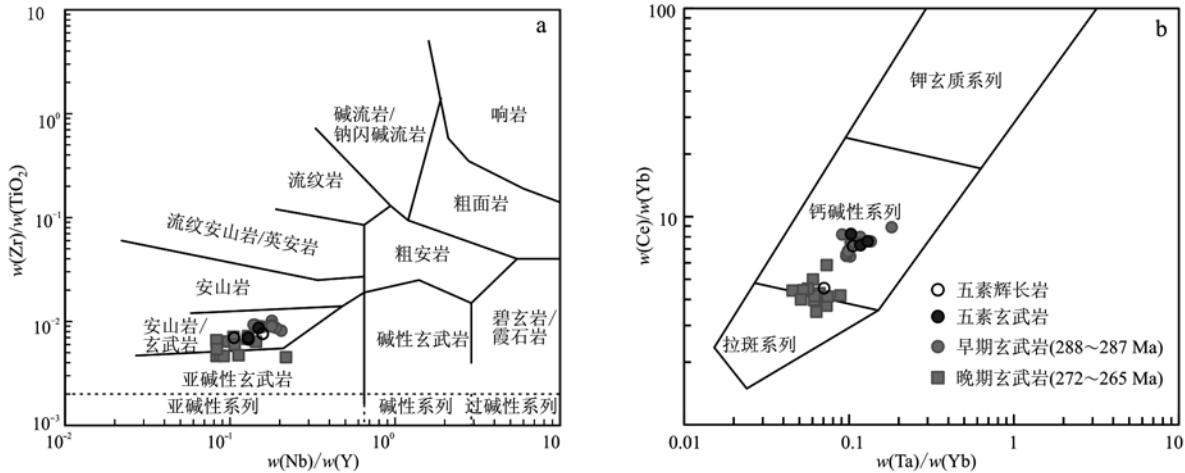 a
10
10⁰
10⁻¹
10⁻²
10⁻³
w(Zr)/w(TiO₂)
响岩
碱流岩/
钠闪碱流岩
流纹岩
粗面岩
流纹安山岩/英安岩
粗安岩
安山岩
安山岩/
玄武岩
碱性玄武岩
碧玄岩/
霞石岩
亚碱性玄武岩
亚碱性系列
碱性系列
过碱性系列
10⁻²
10⁻¹
10⁰
10
w(Nb)/w(Y)
b
100
10
w(Ce)/w(Yb)
钾玄质系列
钙碱性系列
拉斑系列
五素辉长岩
五素玄武岩
早期玄武岩(288~287 Ma)
晚期玄武岩(272~265 Ma)
0.01
0.1
1
10
w(Ta)/w(Yb)